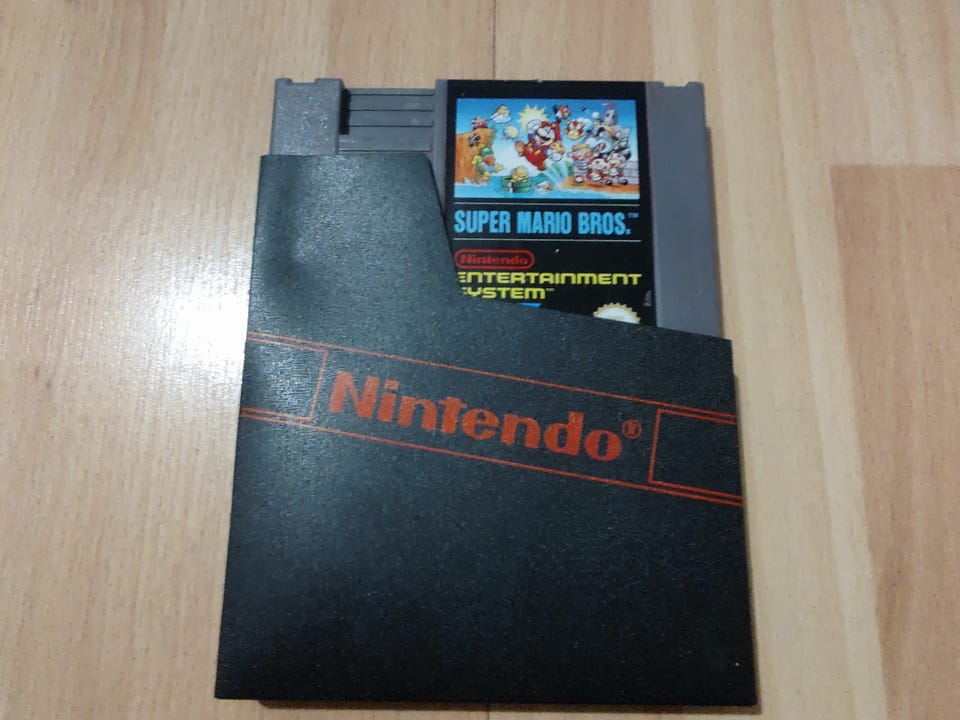 SUPER MARIO BROS.™
Nintendo
ENTERTAINMENT
SYSTEM™
Nintendo®